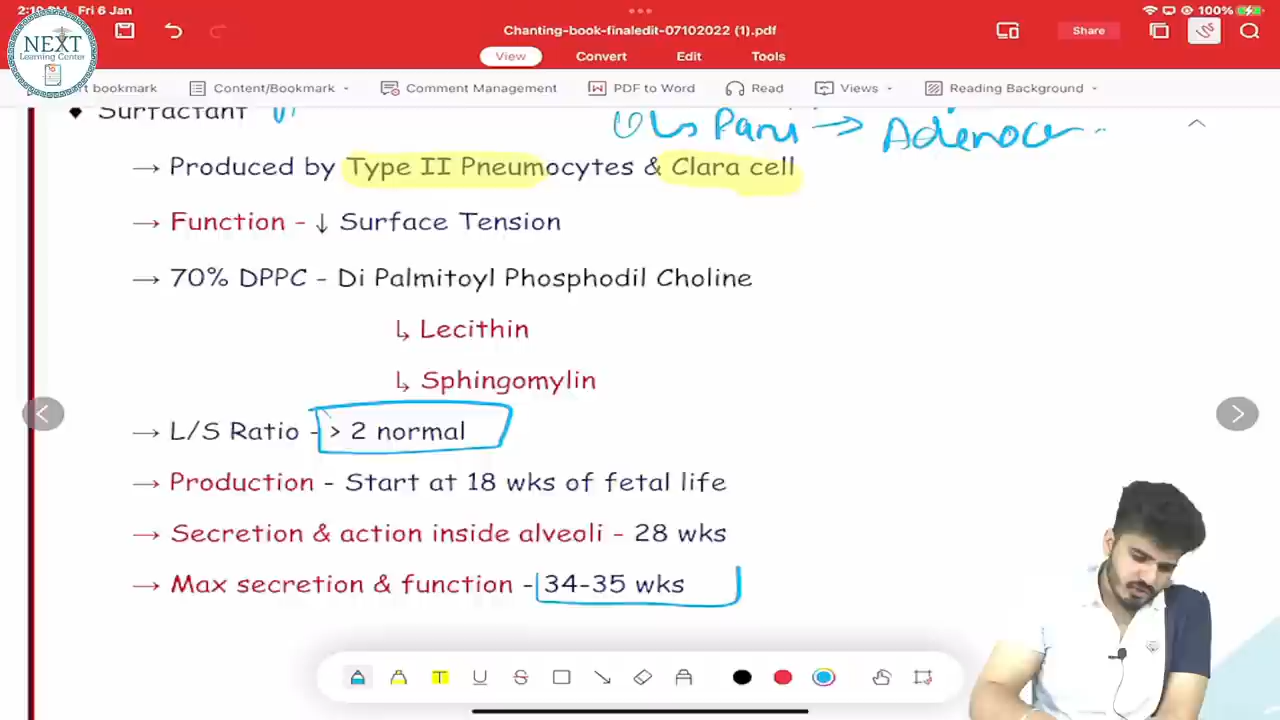 2:10 PM Fri 6 Jan
100%
NEXT
Learning Center
Chanting-book-finaledit-07102022 (1).pdf
Share
View Convert Edit Tools
rt bookmark Content/Bookmark Comment Management PDF to Word Read Views Reading Background
◆ Surfactant
→ Adenoca
→ Produced by Type II Pneumocytes & Clara cell
→ Function - ↓ Surface Tension
→ 70% DPPC - Di Palmitoyl Phosphodil Choline
↳ Lecithin
↳ Sphingomylin
→ L/S Ratio - > 2 normal
→ Production - Start at 18 wks of fetal life
→ Secretion & action inside alveoli - 28 wks
→ Max secretion & function - 34-35 wks